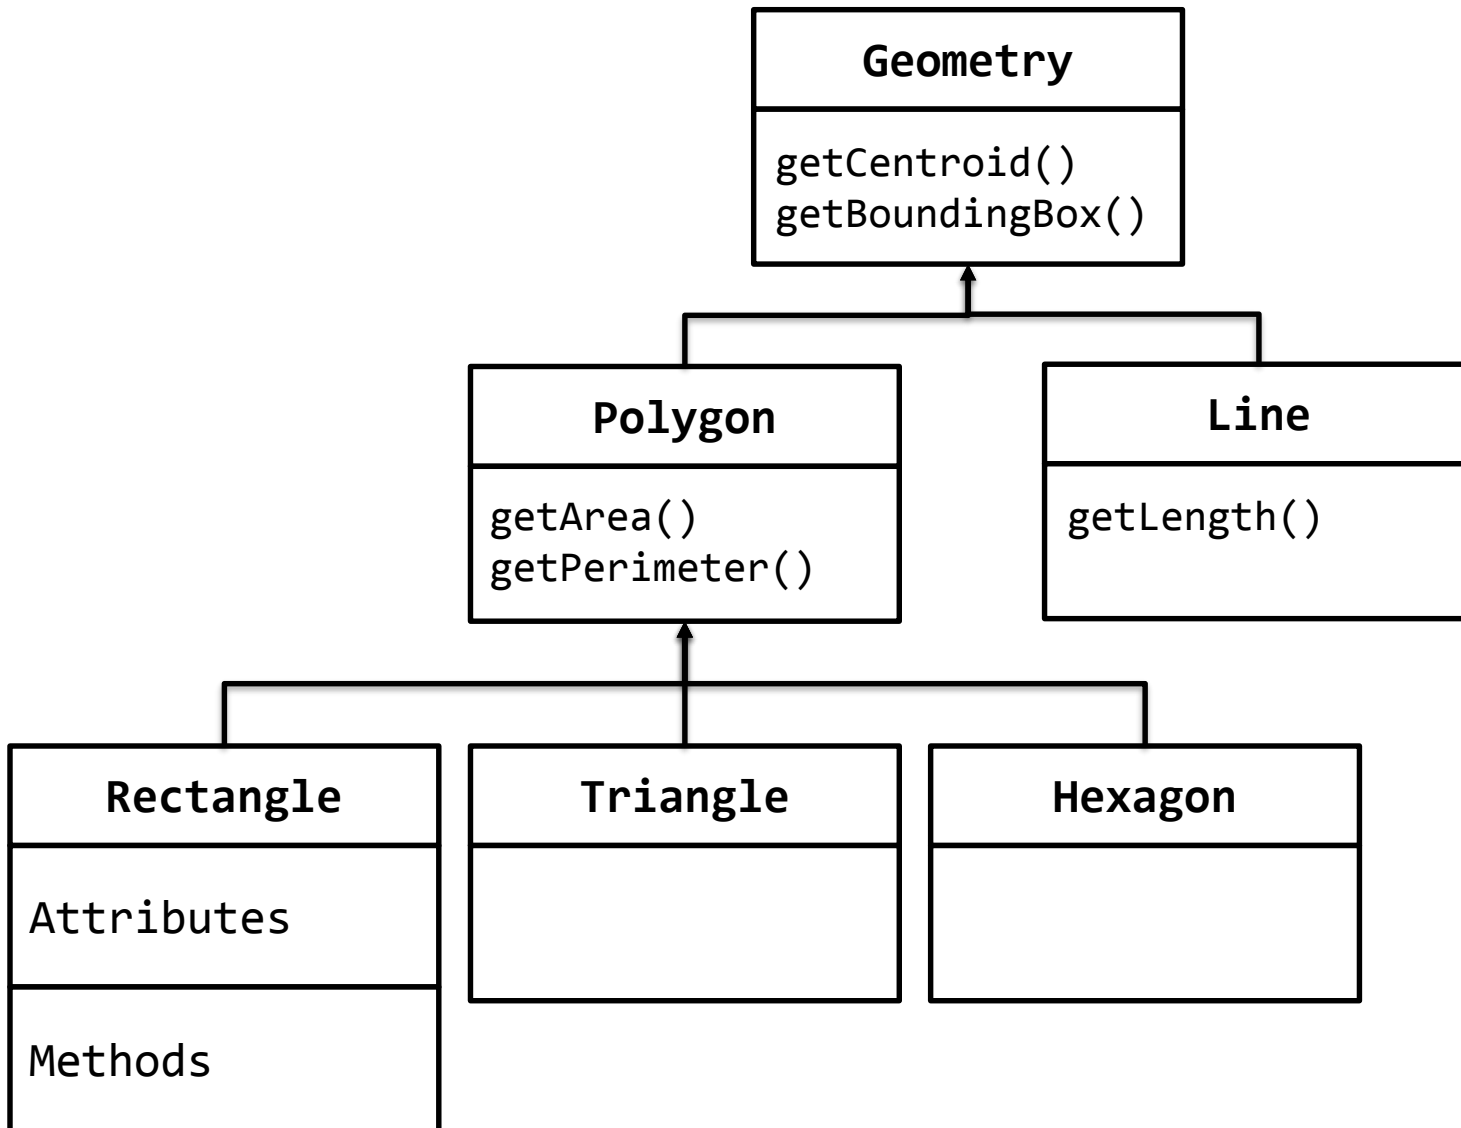 Geometry
getCentroid()
getBoundingBox()
Polygon
getArea()
getPerimeter()
Line
getLength()
Rectangle
Attributes
Methods
Triangle
Hexagon